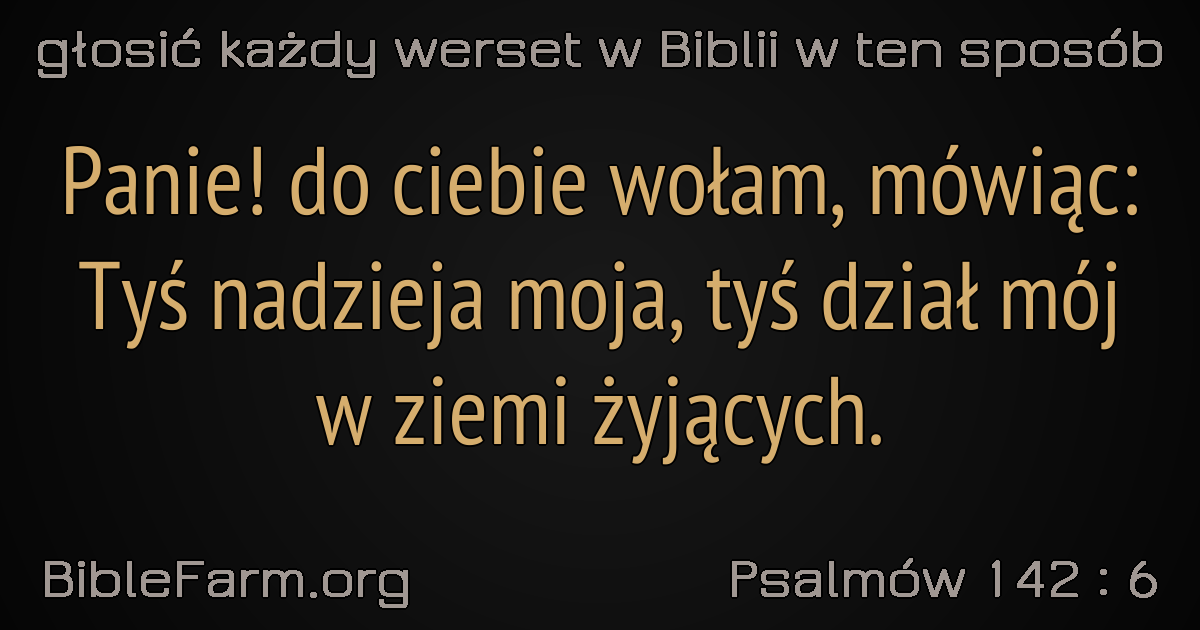 głosić każdy werset w Biblii w ten sposób
Panie! do ciebie wołam, mówiąc:
Tyś nadzieja moja, tyś dział mój
w ziemi żyjących.
BibleFarm.org
Psalmów 142 : 6